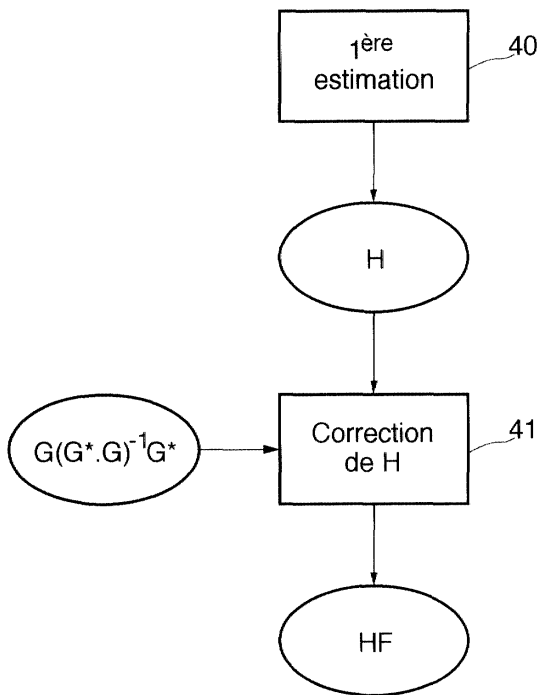 1ère
estimation
40
H
G(G*.G)-1G*
Correction
de H
41
HF